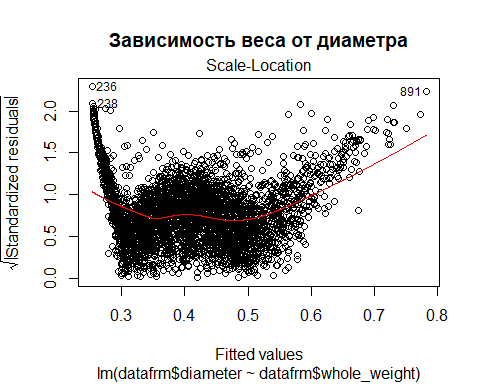 Зависимость веса от диаметра
Scale-Location
√|Standardized residuals|
0.0 0.5 1.0 1.5 2.0
236
238
891
0.3 0.4 0.5 0.6 0.7 0.8
Fitted values
lm(datafrm$diameter ~ datafrm$whole_weight)